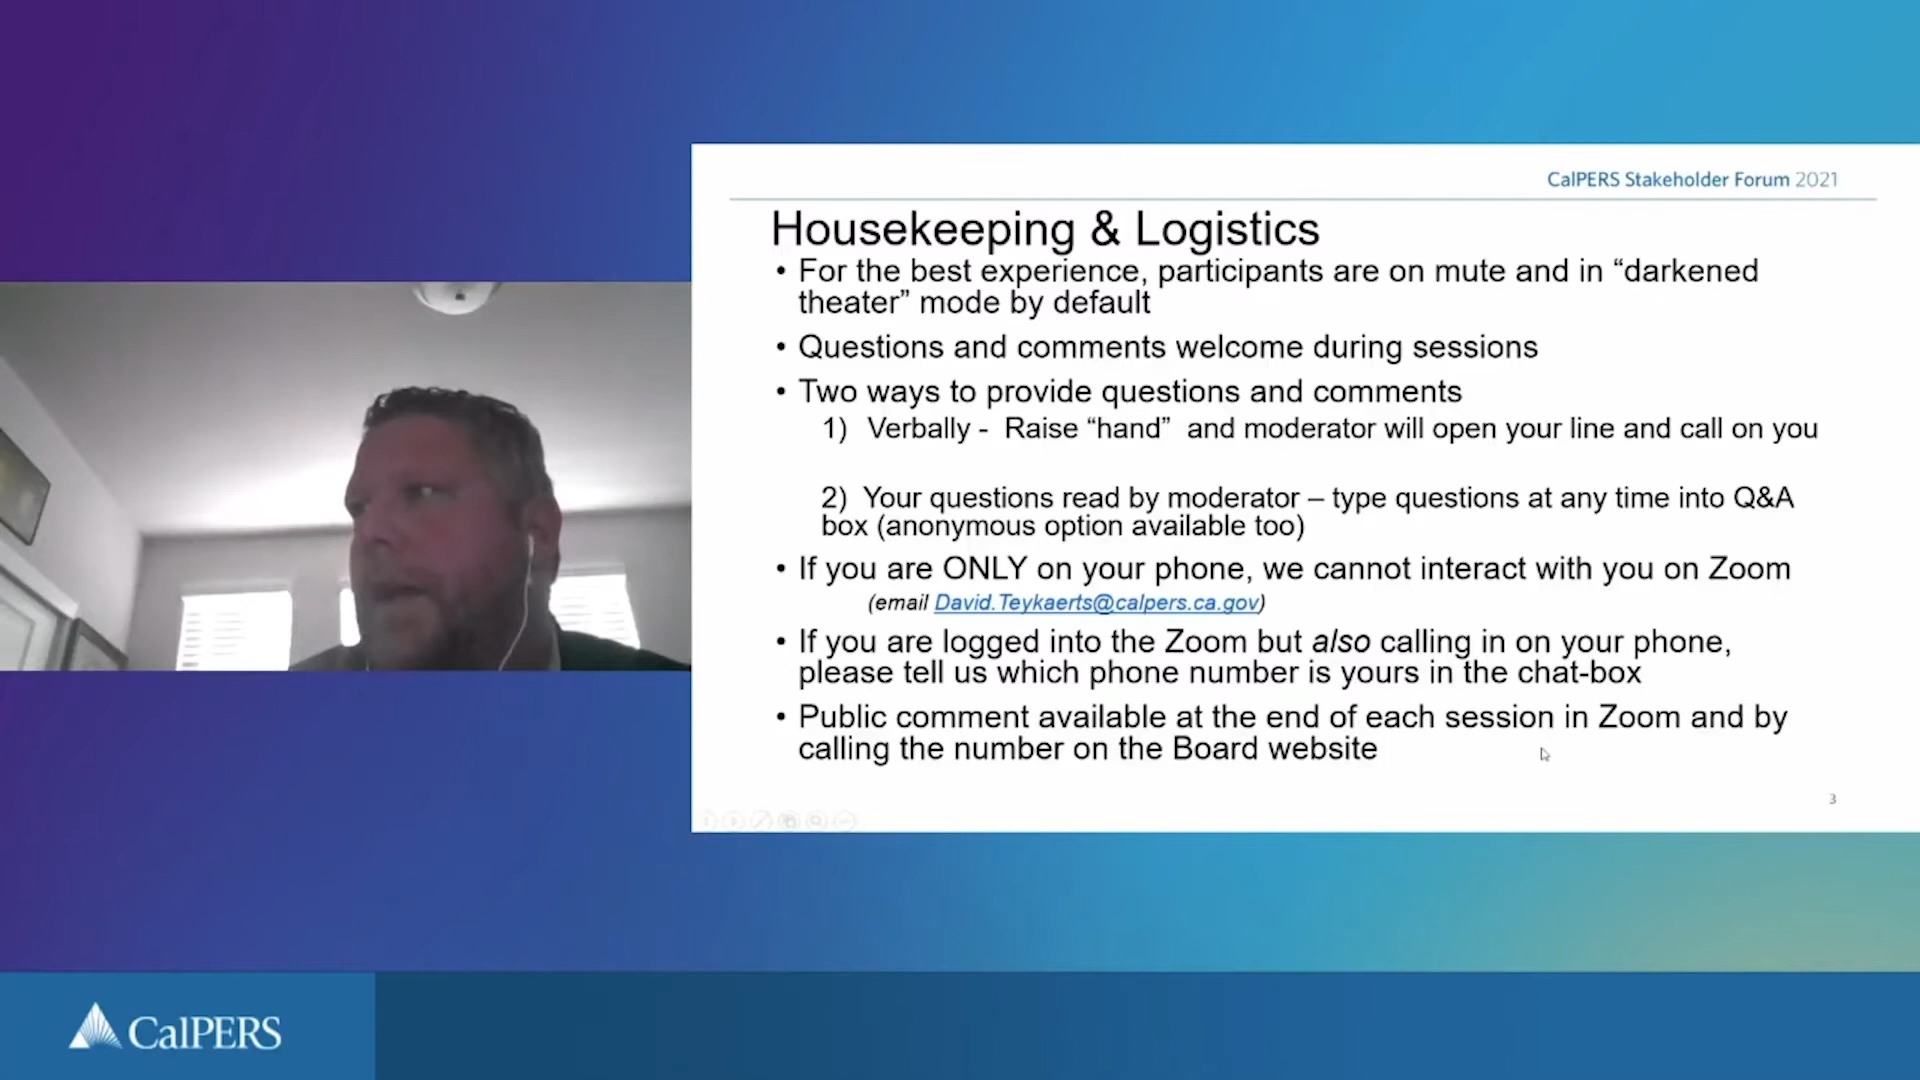 CalPERS Stakeholder Forum 2021
Housekeeping & Logistics
• For the best experience, participants are on mute and in “darkened
theater” mode by default
• Questions and comments welcome during sessions
• Two ways to provide questions and comments
1) Verbally - Raise “hand” and moderator will open your line and call on you
2) Your questions read by moderator – type questions at any time into Q&A
box (anonymous option available too)
• If you are ONLY on your phone, we cannot interact with you on Zoom
(email David.Teykaerts@calpers.ca.gov)
• If you are logged into the Zoom but also calling in on your phone,
please tell us which phone number is yours in the chat-box
• Public comment available at the end of each session in Zoom and by
calling the number on the Board website
3
CalPERS